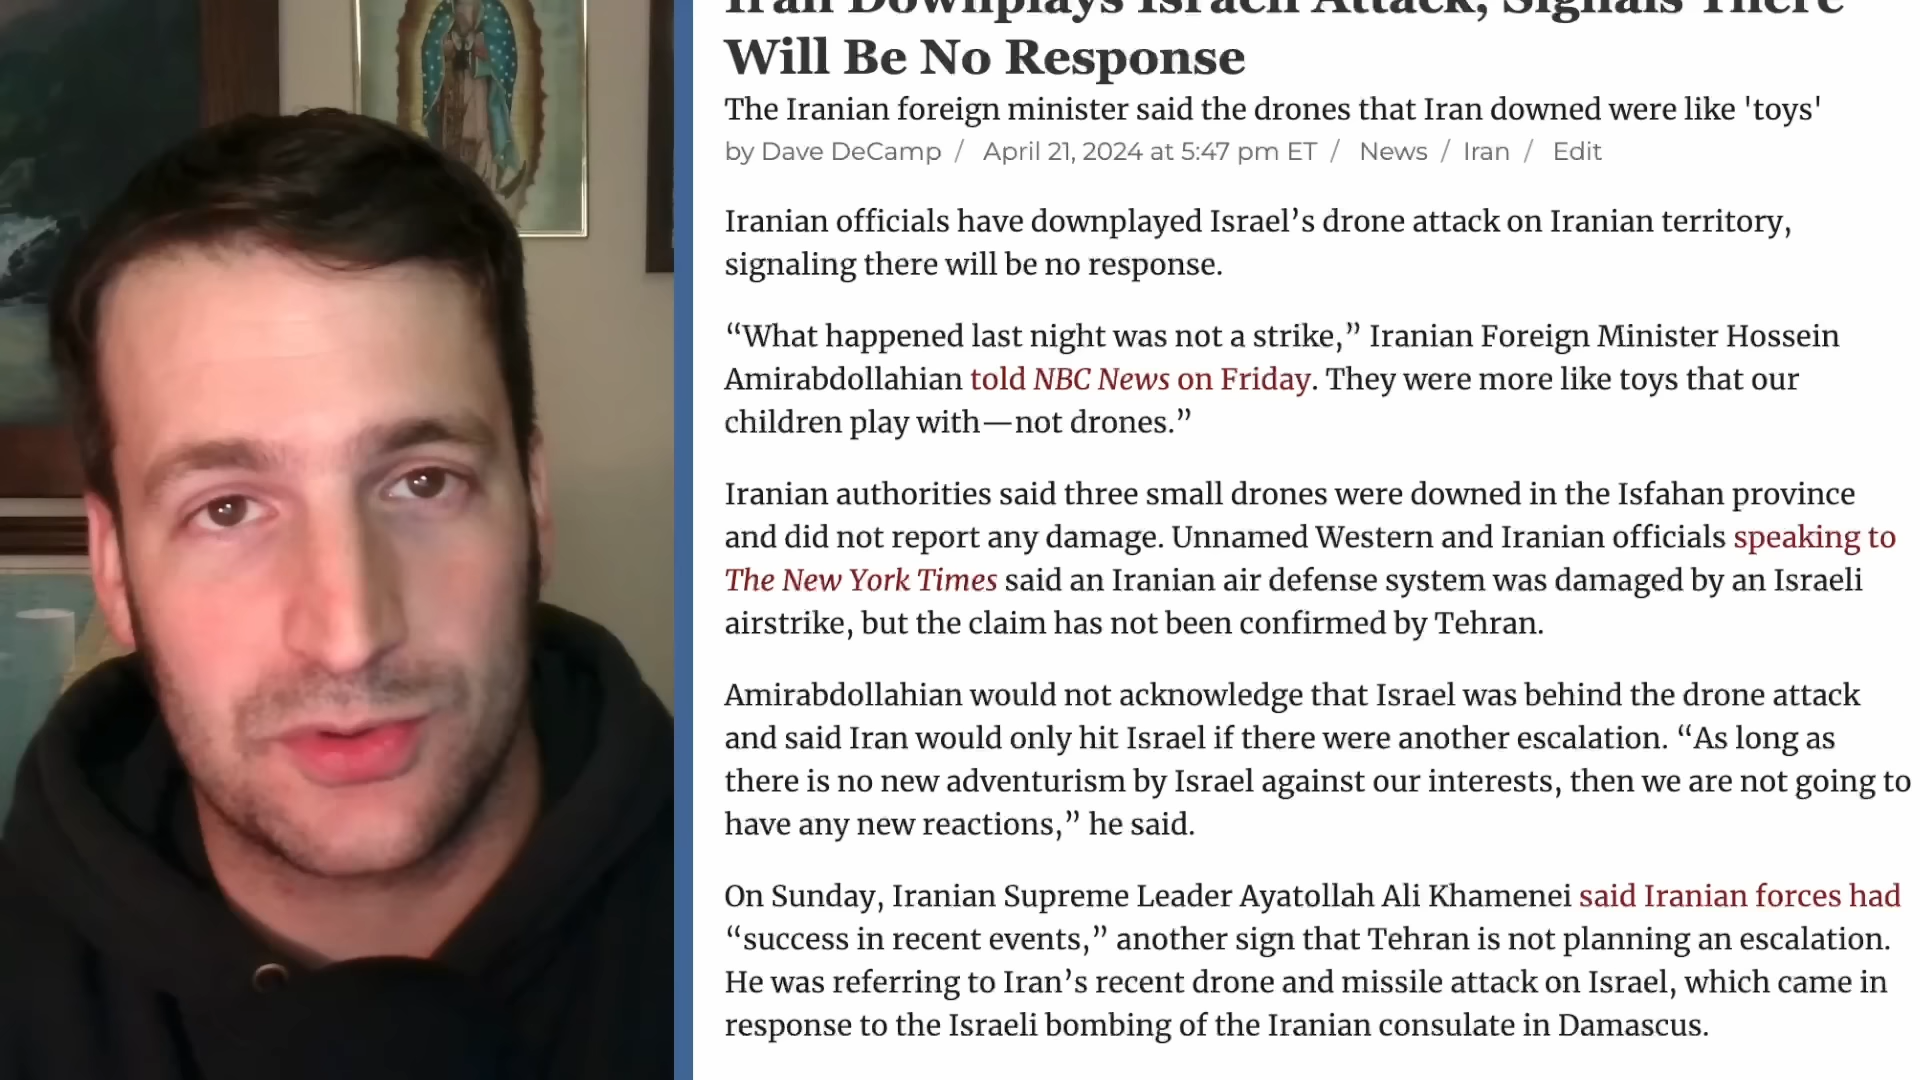 Iran Downplays Israeli Attack, Signals There
Will Be No Response
The Iranian foreign minister said the drones that Iran downed were like 'toys'
by Dave DeCamp / April 21, 2024 at 5:47 pm ET / News / Iran / Edit
Iranian officials have downplayed Israel’s drone attack on Iranian territory,
signaling there will be no response.
“What happened last night was not a strike,” Iranian Foreign Minister Hossein
Amirabdollahian told NBC News on Friday. They were more like toys that our
children play with—not drones.”
Iranian authorities said three small drones were downed in the Isfahan province
and did not report any damage. Unnamed Western and Iranian officials speaking to
The New York Times said an Iranian air defense system was damaged by an Israeli
airstrike, but the claim has not been confirmed by Tehran.
Amirabdollahian would not acknowledge that Israel was behind the drone attack
and said Iran would only hit Israel if there were another escalation. “As long as
there is no new adventurism by Israel against our interests, then we are not going to
have any new reactions,” he said.
On Sunday, Iranian Supreme Leader Ayatollah Ali Khamenei said Iranian forces had
“success in recent events,” another sign that Tehran is not planning an escalation.
He was referring to Iran’s recent drone and missile attack on Israel, which came in
response to the Israeli bombing of the Iranian consulate in Damascus.